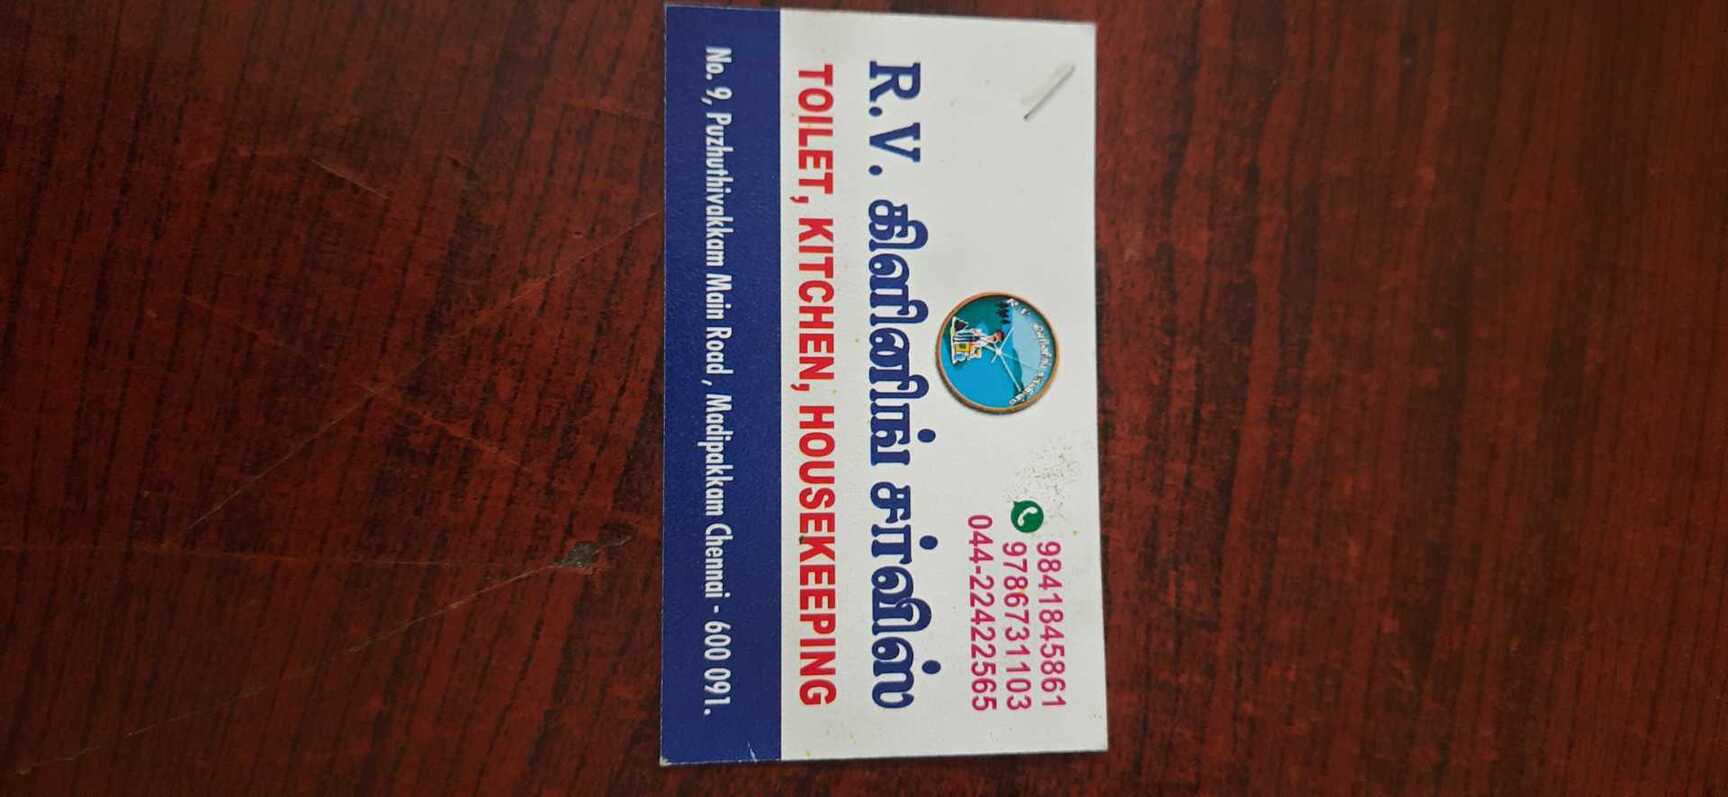 9841845861
9786731103
044-22422565
R.V. கிளீனிங் சர்வீஸ்
TOILET, KITCHEN, HOUSEKEEPING
No. 9, Puzhuthivakkam Main Road , Madipakkam Chennai - 600 091.